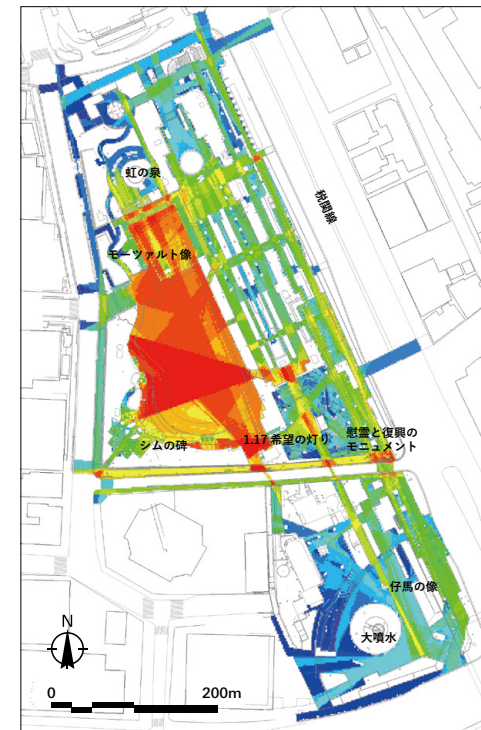 虹の泉
税関線
モーツァルト像
シムの碑
1.17 希望の灯り
慰霊と復興の
モニュメント
仔馬の像
大噴水
N
0 200m